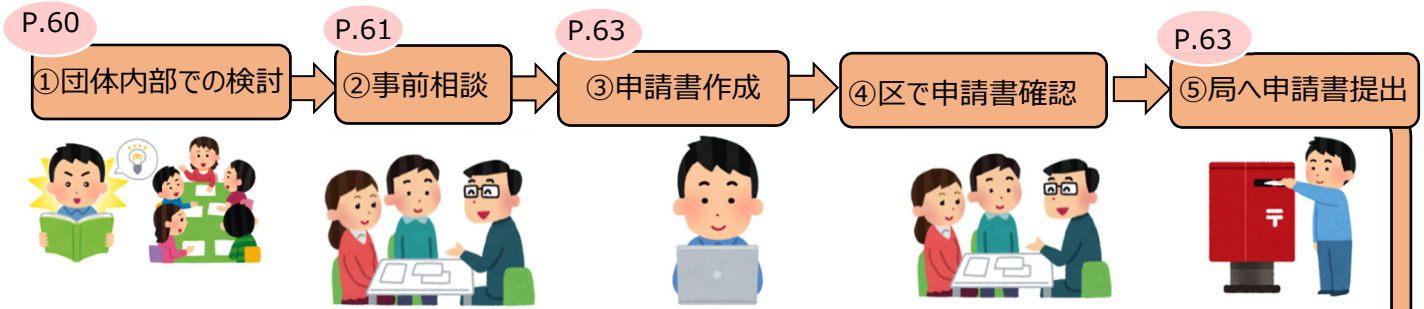 P.60
①団体内部での検討
P.61
②事前相談
P.63
③申請書作成
④区で申請書確認
P.63
⑤局へ申請書提出
〒